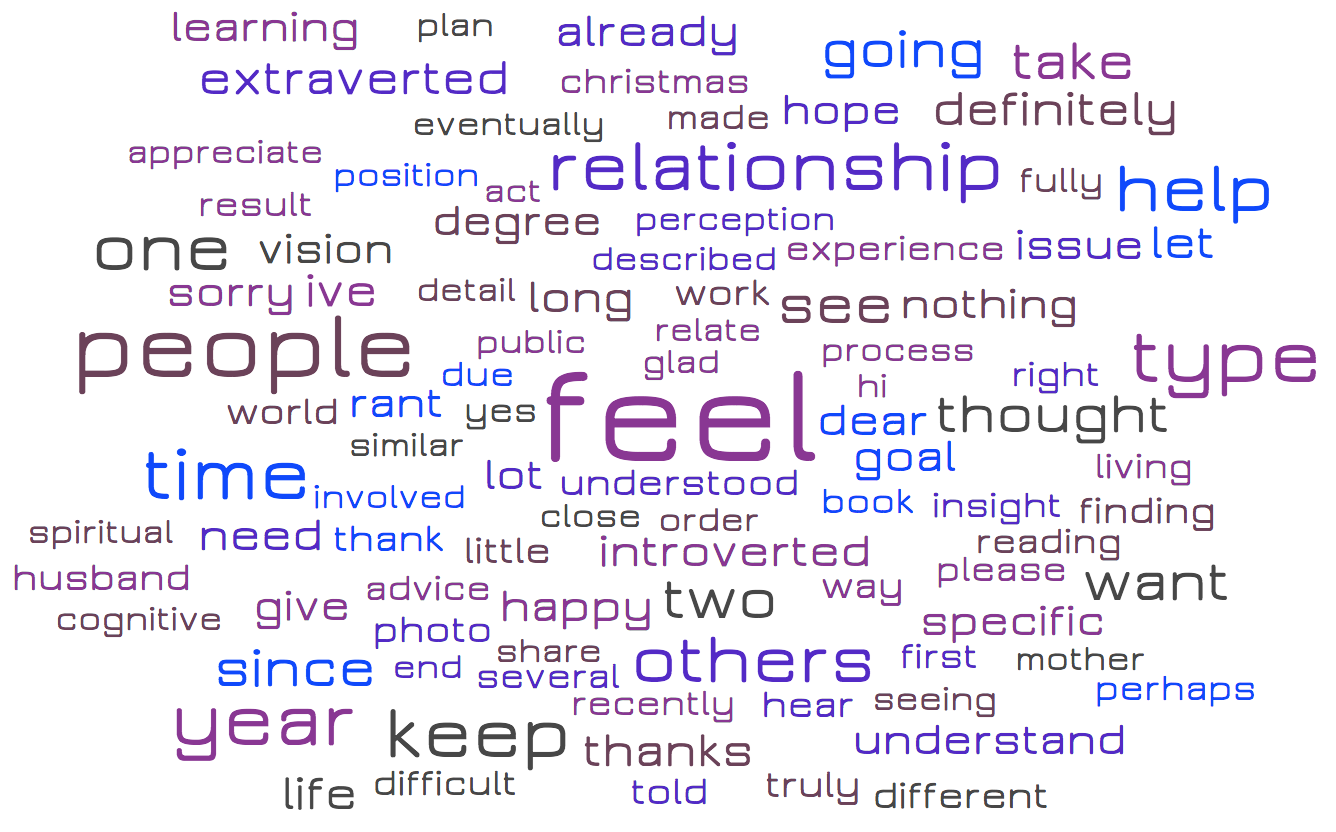 learning plan already going take
extraverted christmas
eventually made hope definitely
appreciate position act relationship fully help
result degree perception
one vision described experience issue let
sorry ive detail long work see nothing
people public relate process type
glad
due hi right
world rant yes feel dear thought
similar goal
time involved lot understood book insight living
spiritual need thank close order finding
little introverted reading
husband advice way please want
cognitive give happy two specific
photo
since end share others first mother
several perhaps
year keep recently hear seeing
thanks understand
life difficult told truly different